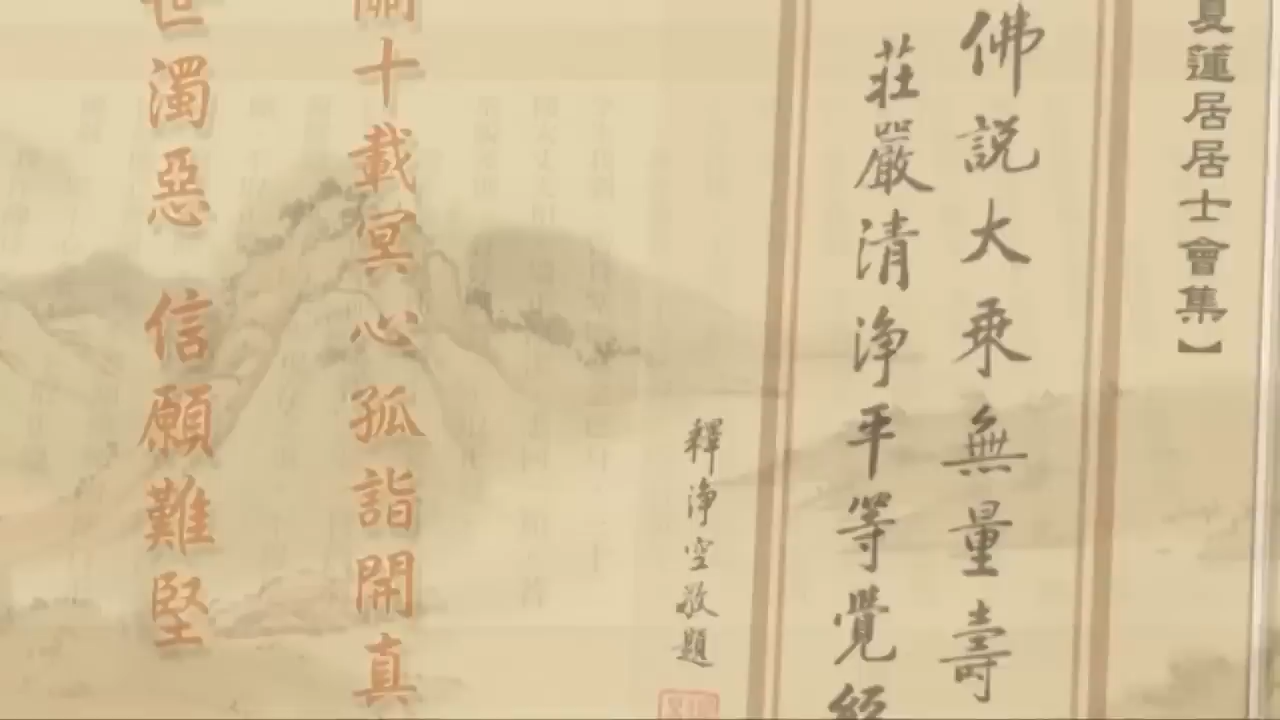 夏蓮居居士會集】
佛説大乘無量壽
莊嚴清淨平等覺經
釋淨空敬題
關十載冥心孤詣開真
世濁惡 信願難堅